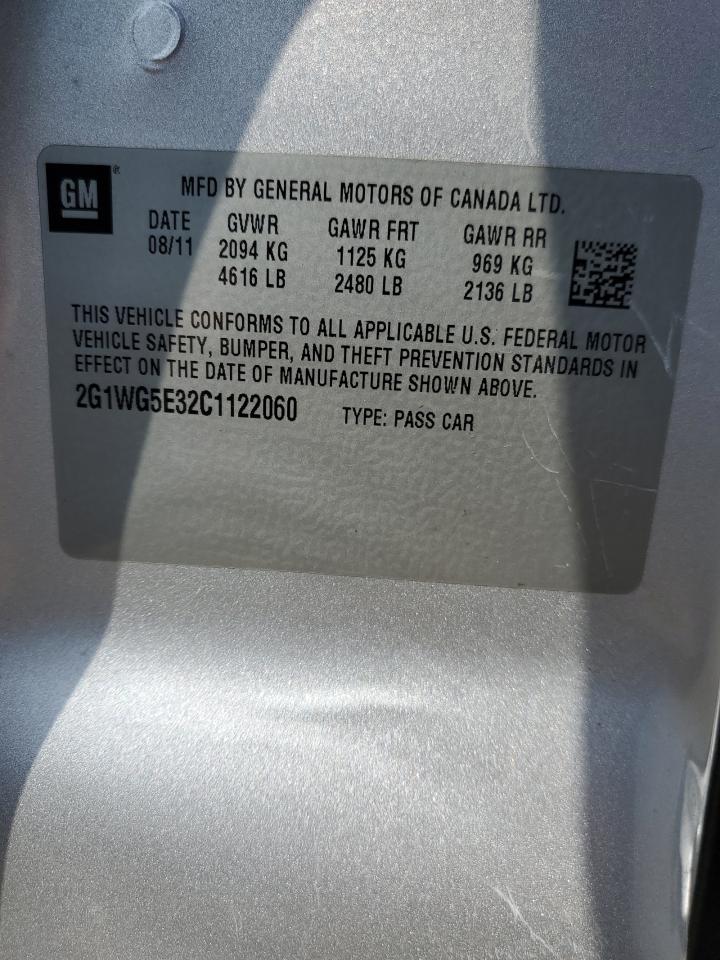 GM®
MFD BY GENERAL MOTORS OF CANADA LTD.
DATE GVWR GAWR FRT GAWR RR
08/11 2094 KG 1125 KG 969 KG
4616 LB 2480 LB 2136 LB
THIS VEHICLE CONFORMS TO ALL APPLICABLE U.S. FEDERAL MOTOR
VEHICLE SAFETY, BUMPER, AND THEFT PREVENTION STANDARDS IN
EFFECT ON THE DATE OF MANUFACTURE SHOWN ABOVE.
2G1WG5E32C1122060 TYPE: PASS CAR